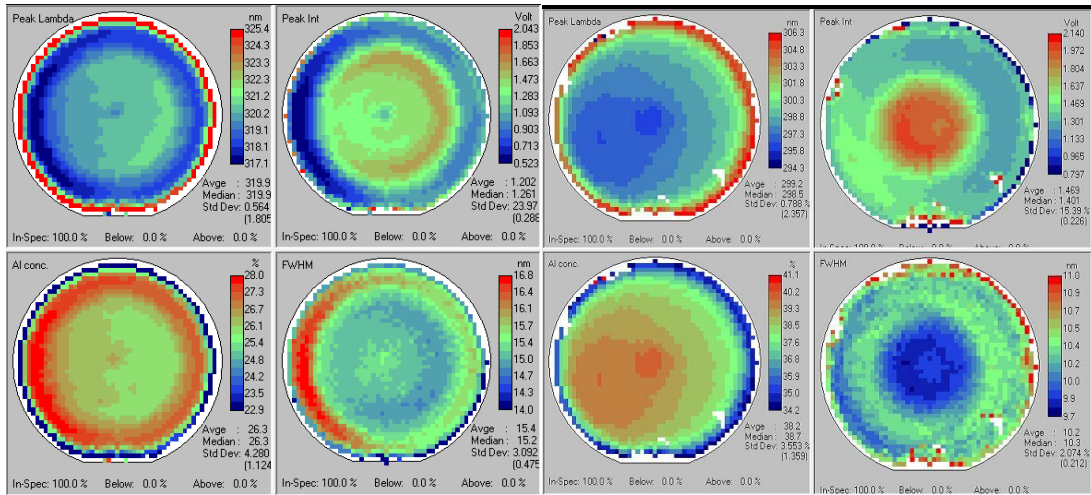 Peak Lambda
nm
325.4
324.3
323.3
322.3
321.2
320.2
319.1
318.1
317.1
Avge : 319.9
Median : 319.9
Std Dev: 0.564
(1.805
In-Spec: 100.0 % Below: 0.0 % Above: 0.0 %
Peak Int
Volt
2.043
1.853
1.663
1.473
1.283
1.093
0.903
0.713
0.523
Avge : 1.202
Median : 1.261
Std Dev: 23.97
(0.288
In-Spec: 100.0 % Below: 0.0 % Above: 0.0 %
Peak Lambda
nm
306.3
304.8
303.3
301.8
300.3
298.8
297.3
295.8
294.3
Avge : 299.2
Median : 298.5
Std Dev: 0.788 %
(2.357)
In-Spec: 100.0 % Below: 0.0 % Above: 0.0 %
Peak Int
Volt
2.140
1.972
1.804
1.636
1.469
1.301
1.133
0.965
0.797
Avge : 1.469
Median : 1.401
Std Dev: 15.39 %
(0.226)
In-Spec: 100.0 % Below: 0.0 % Above: 0.0 %
Al conc.
%
28.0
27.3
26.7
26.1
25.4
24.8
24.2
23.5
22.9
Avge : 26.3
Median : 26.3
Std Dev: 4.280
(1.124
In-Spec: 100.0 % Below: 0.0 % Above: 0.0 %
FWHM
nm
16.8
16.4
16.1
15.7
15.4
15.0
14.7
14.3
14.0
Avge : 15.4
Median : 15.2
Std Dev: 3.092
(0.475
In-Spec: 100.0 % Below: 0.0 % Above: 0.0 %
Al conc.
%
41.1
40.2
39.3
38.5
37.6
36.8
35.9
35.0
34.2
Avge : 38.2
Median : 38.7
Std Dev: 3.553 %
(1.359)
In-Spec: 100.0 % Below: 0.0 % Above: 0.0 %
FWHM
nm
11.0
10.9
10.7
10.5
10.4
10.2
10.0
9.9
9.7
Avge : 10.2
Median : 10.3
Std Dev: 2.074 %
(0.212)
In-Spec: 100.0 % Below: 0.0 % Above: 0.0 %